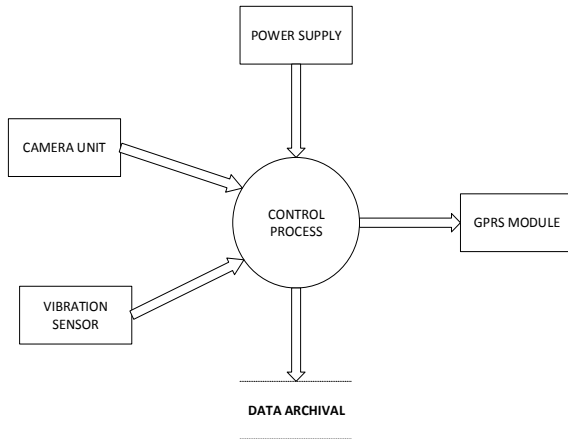 POWER SUPPLY
CAMERA UNIT
CONTROL
PROCESS
GPRS MODULE
VIBRATION
SENSOR
DATA ARCHIVAL